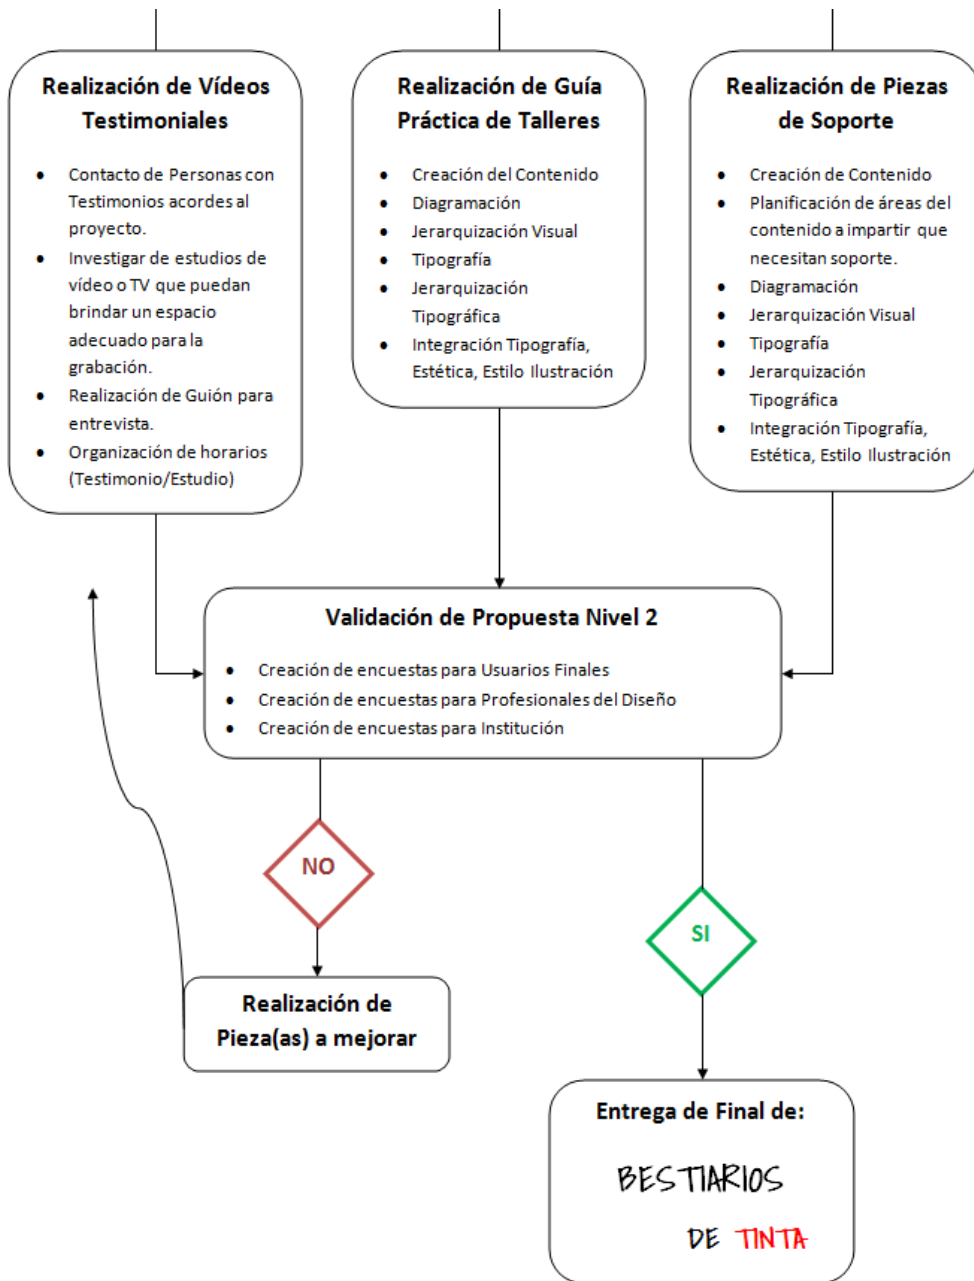 Realización de Vídeos
Testimoniales
• Contacto de Personas con
Testimonios acordes al
proyecto.
• Investigar de estudios de
vídeo o TV que puedan
brindar un espacio
adecuado para la
grabación.
• Realización de Guión para
entrevista.
• Organización de horarios
(Testimonio/Estudio)
Realización de Guía
Práctica de Talleres
• Creación del Contenido
• Diagramación
• Jerarquización Visual
• Tipografía
• Jerarquización
Tipográfica
• Integración Tipografía,
Estética, Estilo Ilustración
Realización de Piezas
de Soporte
• Creación de Contenido
• Planificación de áreas del
contenido a impartir que
necesitan soporte.
• Diagramación
• Jerarquización Visual
• Tipografía
• Jerarquización
Tipográfica
• Integración Tipografía,
Estética, Estilo Ilustración
Validación de Propuesta Nivel 2
• Creación de encuestas para Usuarios Finales
• Creación de encuestas para Profesionales del Diseño
• Creación de encuestas para Institución
NO
SI
Realización de
Pieza(as) a mejorar
Entrega de Final de:
BESTIARIOS
DE TINTA